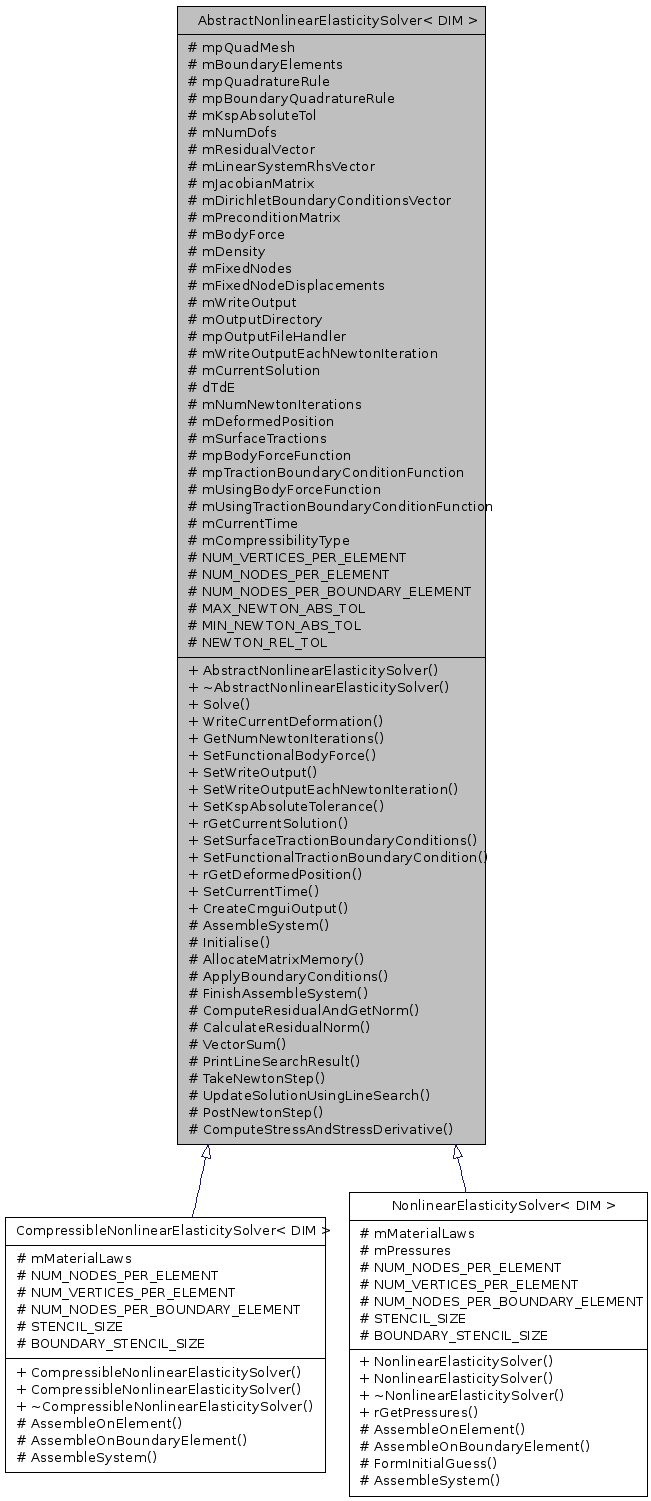 AbstractNonlinearElasticitySolver< DIM >
# mpQuadMesh
# mBoundaryElements
# mpQuadratureRule
# mpBoundaryQuadratureRule
# mKspAbsoluteTol
# mNumDofs
# mResidualVector
# mLinearSystemRhsVector
# mJacobianMatrix
# mDirichletBoundaryConditionsVector
# mPreconditionMatrix
# mBodyForce
# mDensity
# mFixedNodes
# mFixedNodeDisplacements
# mWriteOutput
# mOutputDirectory
# mpOutputFileHandler
# mWriteOutputEachNewtonIteration
# mCurrentSolution
# dTdE
# mNumNewtonIterations
# mDeformedPosition
# mSurfaceTractions
# mpBodyForceFunction
# mpTractionBoundaryConditionFunction
# mUsingBodyForceFunction
# mUsingTractionBoundaryConditionFunction
# mCurrentTime
# mCompressibilityType
# NUM_VERTICES_PER_ELEMENT
# NUM_NODES_PER_ELEMENT
# NUM_NODES_PER_BOUNDARY_ELEMENT
# MAX_NEWTON_ABS_TOL
# MIN_NEWTON_ABS_TOL
# NEWTON_REL_TOL
+ AbstractNonlinearElasticitySolver()
+ ~AbstractNonlinearElasticitySolver()
+ Solve()
+ WriteCurrentDeformation()
+ GetNumNewtonIterations()
+ SetFunctionalBodyForce()
+ SetWriteOutput()
+ SetWriteOutputEachNewtonIteration()
+ SetKspAbsoluteTolerance()
+ rGetCurrentSolution()
+ SetSurfaceTractionBoundaryConditions()
+ SetFunctionalTractionBoundaryCondition()
+ rGetDeformedPosition()
+ SetCurrentTime()
+ CreateCmguiOutput()
# AssembleSystem()
# Initialise()
# AllocateMatrixMemory()
# ApplyBoundaryConditions()
# FinishAssembleSystem()
# ComputeResidualAndGetNorm()
# CalculateResidualNorm()
# VectorSum()
# PrintLineSearchResult()
# TakeNewtonStep()
# UpdateSolutionUsingLineSearch()
# PostNewtonStep()
# ComputeStressAndStressDerivative()
CompressibleNonlinearElasticitySolver< DIM >
# mMaterialLaws
# NUM_NODES_PER_ELEMENT
# NUM_VERTICES_PER_ELEMENT
# NUM_NODES_PER_BOUNDARY_ELEMENT
# STENCIL_SIZE
# BOUNDARY_STENCIL_SIZE
+ CompressibleNonlinearElasticitySolver()
+ CompressibleNonlinearElasticitySolver()
+ ~CompressibleNonlinearElasticitySolver()
# AssembleOnElement()
# AssembleOnBoundaryElement()
# AssembleSystem()
NonlinearElasticitySolver< DIM >
# mMaterialLaws
# mPressures
# NUM_NODES_PER_ELEMENT
# NUM_VERTICES_PER_ELEMENT
# NUM_NODES_PER_BOUNDARY_ELEMENT
# STENCIL_SIZE
# BOUNDARY_STENCIL_SIZE
+ NonlinearElasticitySolver()
+ NonlinearElasticitySolver()
+ ~NonlinearElasticitySolver()
+ rGetPressures()
# AssembleOnElement()
# AssembleOnBoundaryElement()
# FormInitialGuess()
# AssembleSystem()